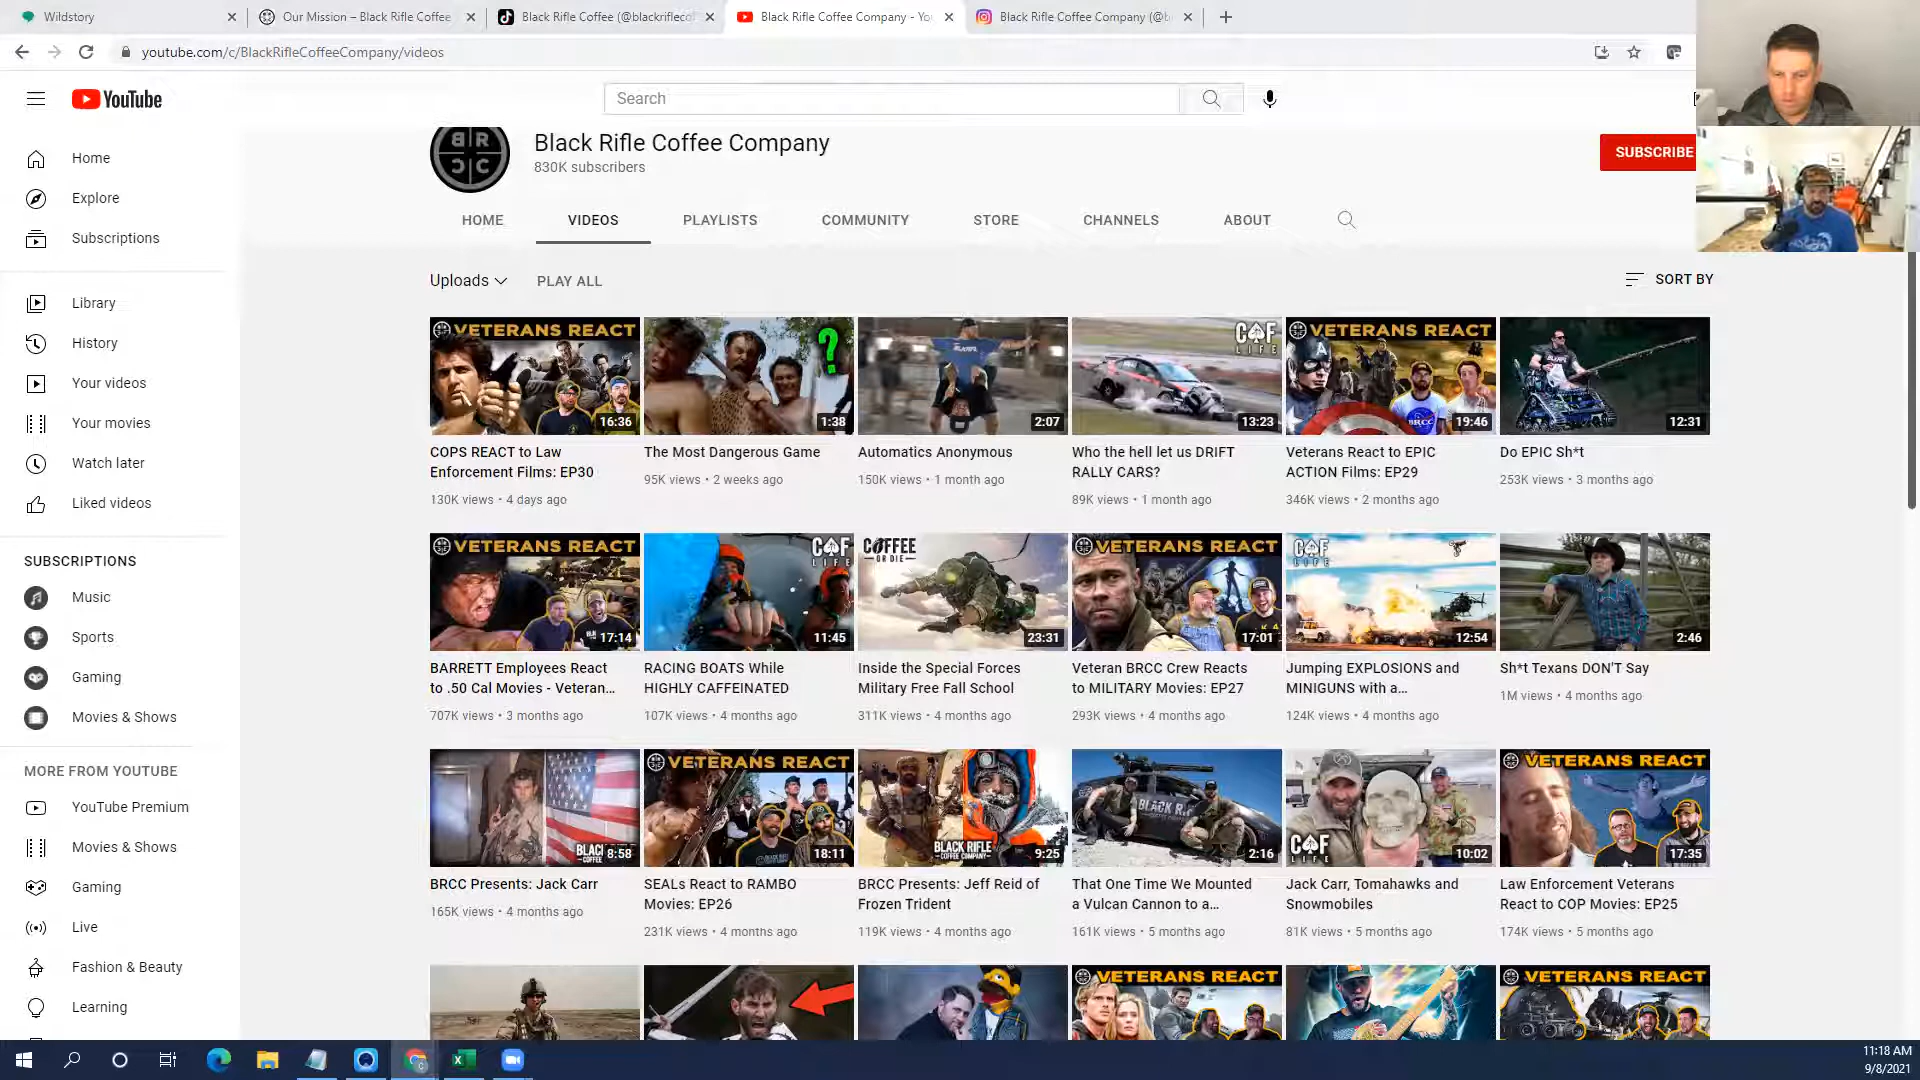 Wildstory
Our Mission – Black Rifle Coffee
Black Rifle Coffee (@blackriflecof
Black Rifle Coffee Company - Yo
Black Rifle Coffee Company (@b
youtube.com/c/BlackRifleCoffeeCompany/videos
YouTube
Search
Black Rifle Coffee Company
830K subscribers
SUBSCRIBE
HOME VIDEOS PLAYLISTS COMMUNITY STORE CHANNELS ABOUT
Uploads PLAY ALL SORT BY
Home
Explore
Subscriptions
Library
History
Your videos
Your movies
Watch later
Liked videos
SUBSCRIPTIONS
Music
Sports
Gaming
Movies & Shows
MORE FROM YOUTUBE
YouTube Premium
Movies & Shows
Gaming
Live
Fashion & Beauty
Learning
VETERANS REACT
16:36
COPS REACT to Law
Enforcement Films: EP30
130K views • 4 days ago
?
1:38
The Most Dangerous Game
95K views • 2 weeks ago
2:07
Automatics Anonymous
150K views • 1 month ago
LIFE
13:23
Who the hell let us DRIFT
RALLY CARS?
89K views • 1 month ago
VETERANS REACT
BRCC
19:46
Veterans React to EPIC
ACTION Films: EP29
346K views • 2 months ago
12:31
Do EPIC Sh*t
253K views • 3 months ago
VETERANS REACT
17:14
BARRETT Employees React
to .50 Cal Movies - Veteran...
707K views • 3 months ago
LIFE
11:45
RACING BOATS While
HIGHLY CAFFEINATED
107K views • 4 months ago
COFFEE
OR DIE
23:31
Inside the Special Forces
Military Free Fall School
311K views • 4 months ago
VETERANS REACT
17:01
Veteran BRCC Crew Reacts
to MILITARY Movies: EP27
293K views • 4 months ago
LIFE
12:54
Jumping EXPLOSIONS and
MINIGUNS with a...
124K views • 4 months ago
2:46
Sh*t Texans DON'T Say
1M views • 4 months ago
8:58
BRCC Presents: Jack Carr
165K views • 4 months ago
VETERANS REACT
18:11
SEALs React to RAMBO
Movies: EP26
231K views • 4 months ago
BLACK RIFLE
COFFEE COMPANY
9:25
BRCC Presents: Jeff Reid of
Frozen Trident
119K views • 4 months ago
2:16
That One Time We Mounted
a Vulcan Cannon to a...
161K views • 5 months ago
LIFE
10:02
Jack Carr, Tomahawks and
Snowmobiles
81K views • 5 months ago
VETERANS REACT
17:35
Law Enforcement Veterans
React to COP Movies: EP25
174K views • 5 months ago
VETERANS REACT
VETERANS REACT
11:18 AM
9/8/2021